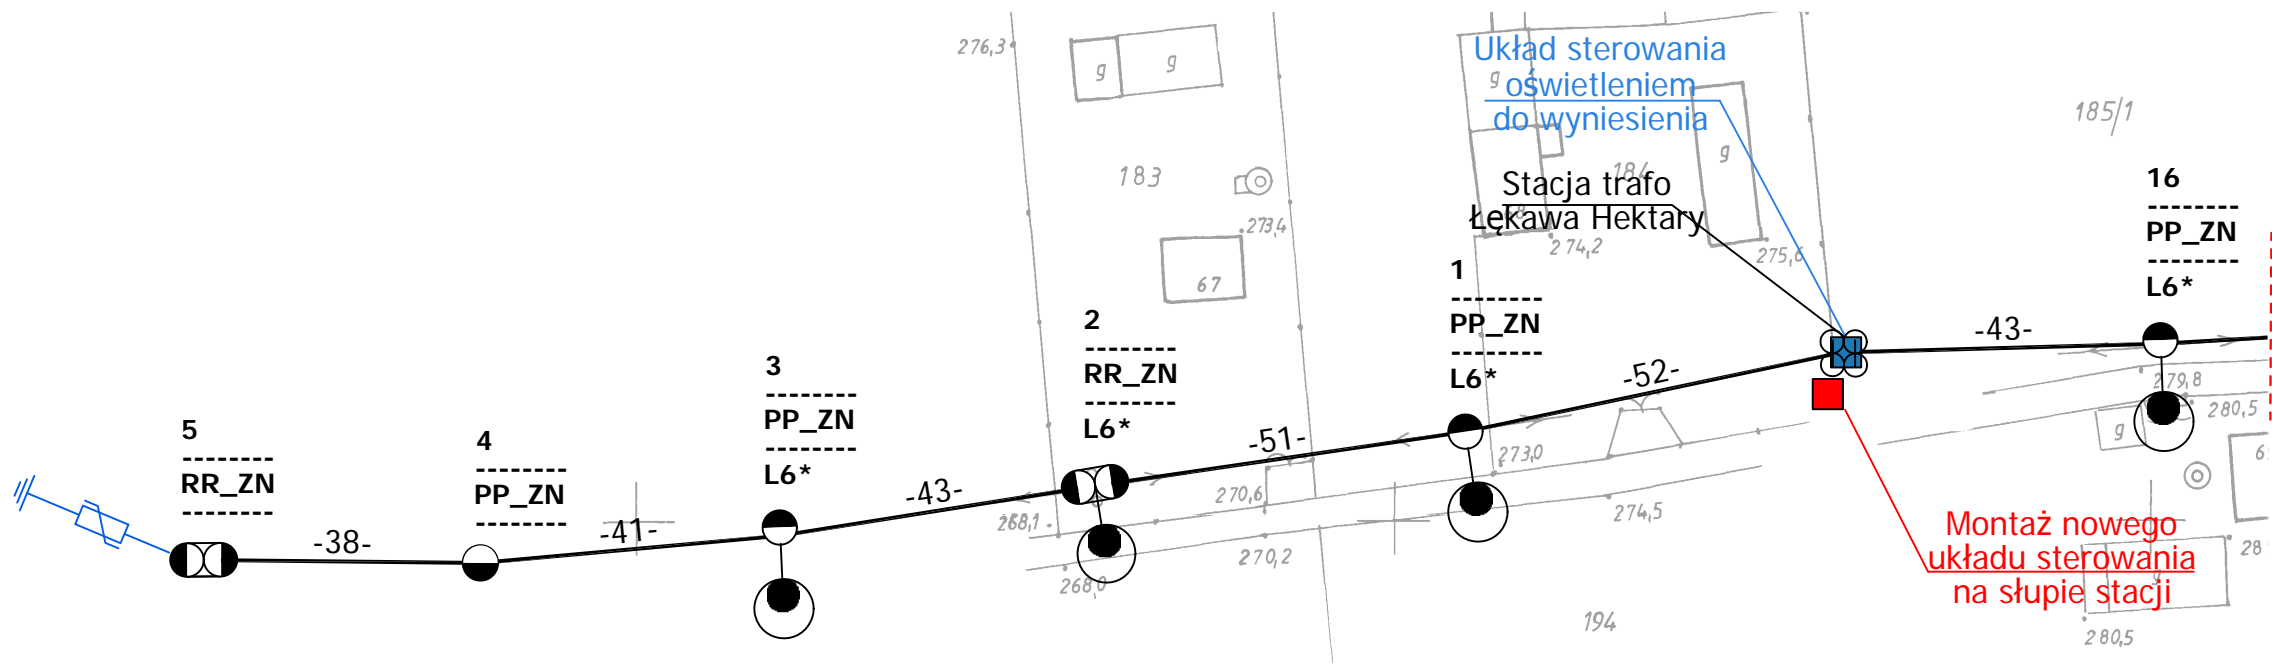 276,3
g
g
Układ sterowania
oświetleniem
do wyniesienia
g
g
185/1
183
184
Stacja trafo
Łękawa Hektary
68
273,4
274,2
275,6
67
16
--------
PP_ZN
--------
L6*
1
--------
PP_ZN
--------
L6*
2
--------
RR_ZN
--------
L6*
3
--------
PP_ZN
--------
L6*
4
--------
PP_ZN
--------
5
--------
RR_ZN
--------
-38-
-41-
-43-
-51-
-52-
-43-
279,8
280,5
g
273,0
270,6
268,1
274,5
270,2
268,0
Montaż nowego
układu sterowania
na słupie stacji
g
194
280,5